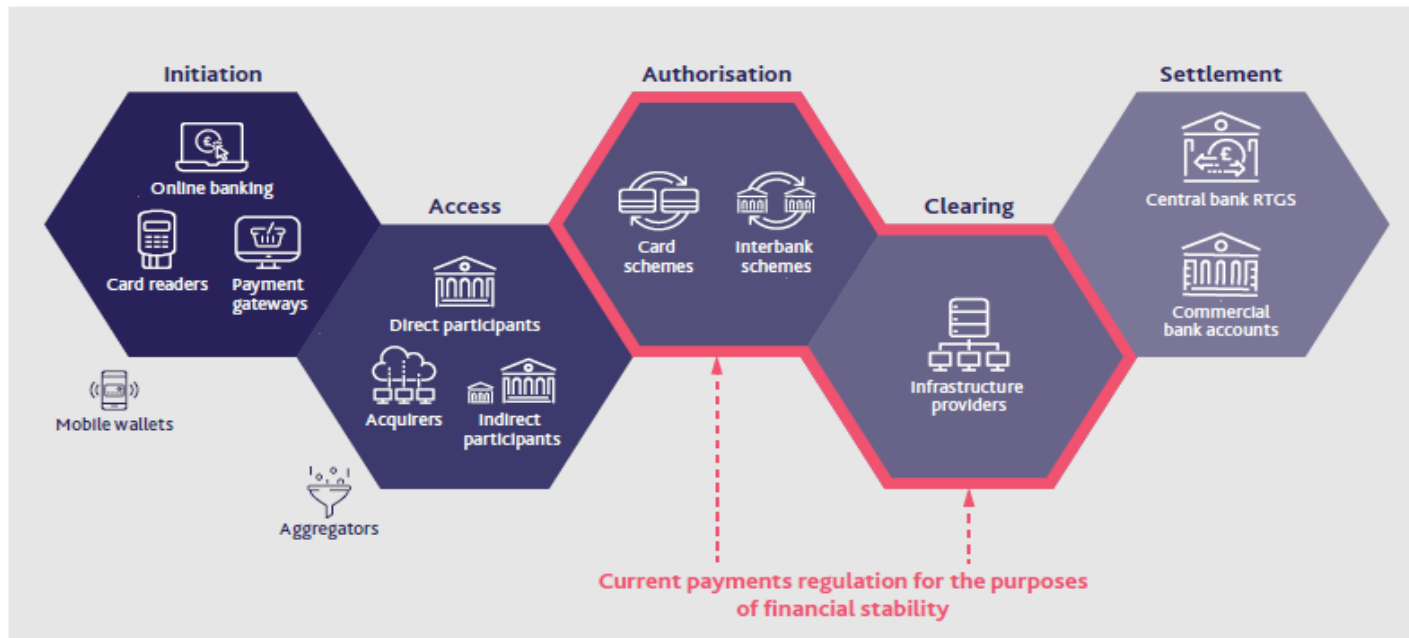 Initiation
Online banking
Card readers
Payment
gateways
Mobile wallets
Access
Direct participants
Acquirers
Indirect
participants
Aggregators
Authorisation
Card
schemes
Interbank
schemes
Clearing
Infrastructure
providers
Settlement
£
Central bank RTGS
Commercial
bank accounts
Current payments regulation for the purposes
of financial stability